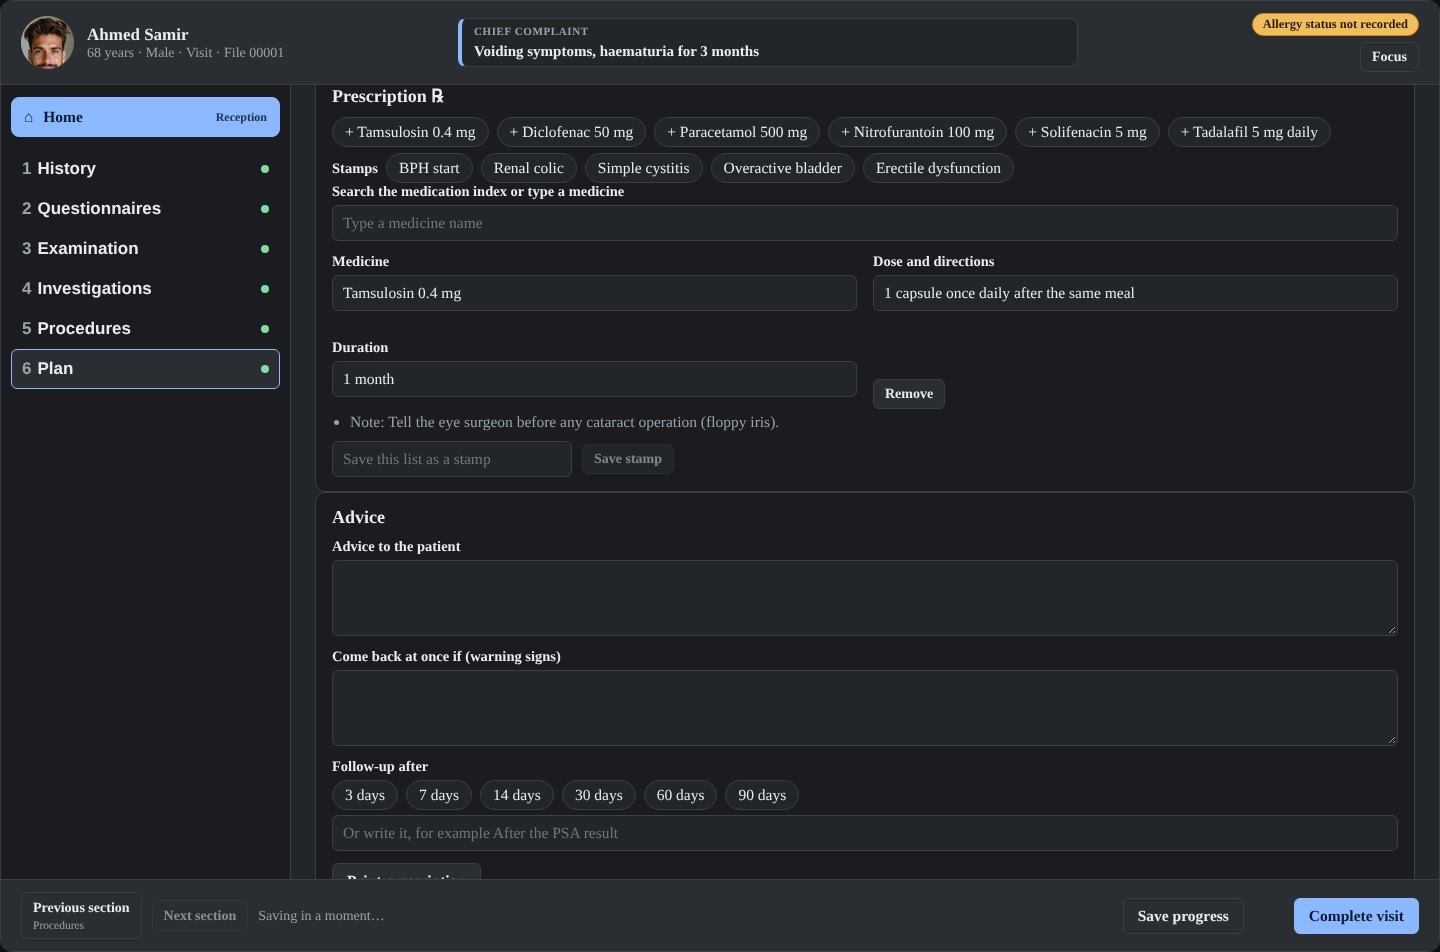 Ahmed Samir
68 years · Male · Visit · File 00001
CHIEF COMPLAINT
Voiding symptoms, haematuria for 3 months
Allergy status not recorded
Focus
⌂ Home Reception
1 History
2 Questionnaires
3 Examination
4 Investigations
5 Procedures
6 Plan
Prescription ℞
+ Tamsulosin 0.4 mg + Diclofenac 50 mg + Paracetamol 500 mg + Nitrofurantoin 100 mg + Solifenacin 5 mg + Tadalafil 5 mg daily
Stamps BPH start Renal colic Simple cystitis Overactive bladder Erectile dysfunction
Search the medication index or type a medicine
Type a medicine name
Medicine Dose and directions
Tamsulosin 0.4 mg 1 capsule once daily after the same meal
Duration
1 month
Remove
• Note: Tell the eye surgeon before any cataract operation (floppy iris).
Save this list as a stamp Save stamp
Advice
Advice to the patient
Come back at once if (warning signs)
Follow-up after
3 days 7 days 14 days 30 days 60 days 90 days
Or write it, for example After the PSA result
Previous section
Procedures
Next section Saving in a moment…
Save progress Complete visit